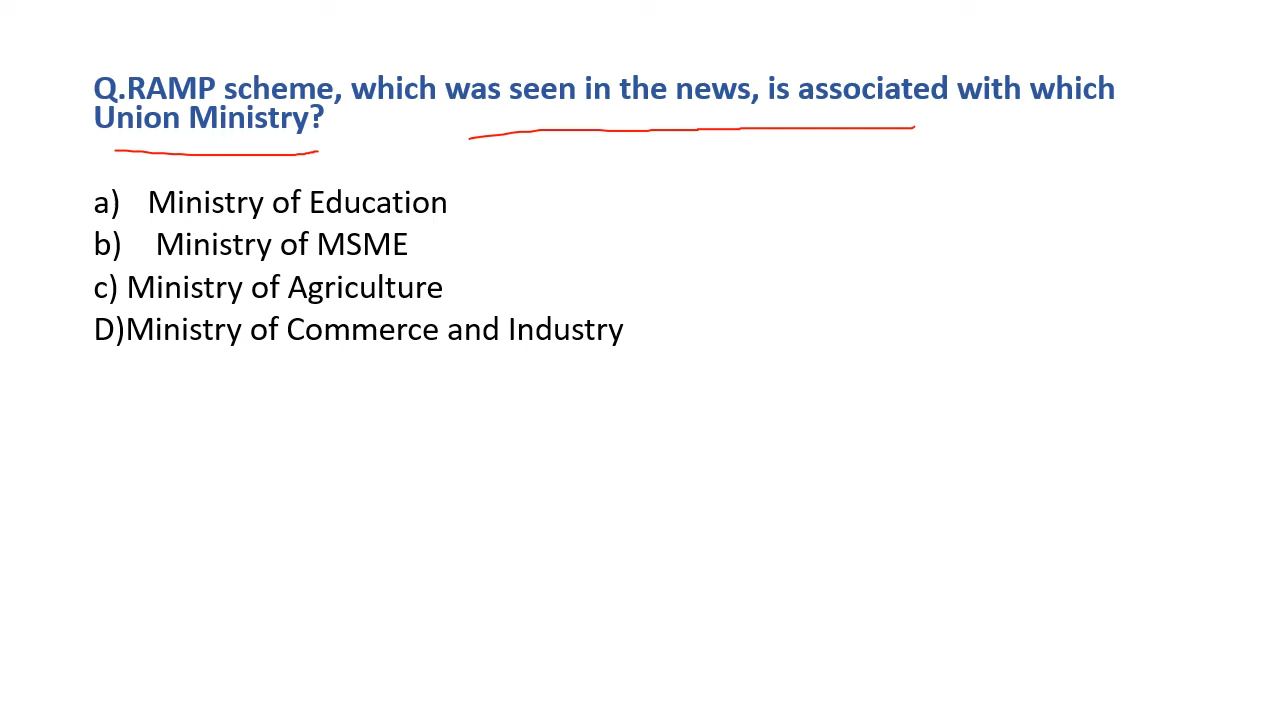 Q.RAMP scheme, which was seen in the news, is associated with which
Union Ministry?
a) Ministry of Education
b) Ministry of MSME
c) Ministry of Agriculture
D)Ministry of Commerce and Industry